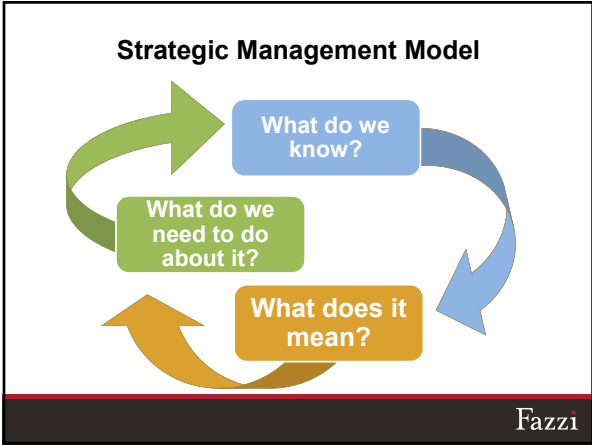 Strategic Management Model
What do we
know?
What do we
need to do
about it?
What does it
mean?
Fazzi